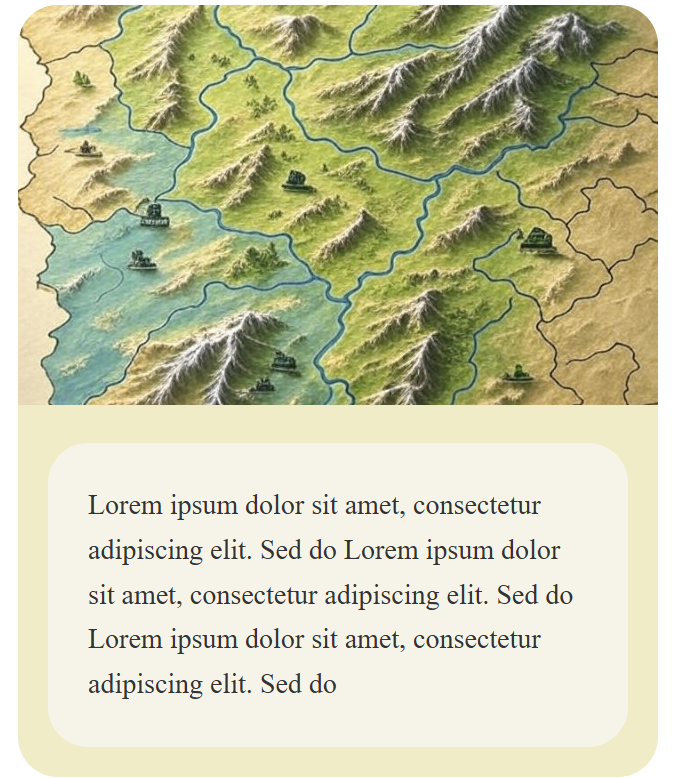 Lorem ipsum dolor sit amet, consectetur
adipiscing elit. Sed do Lorem ipsum dolor
sit amet, consectetur adipiscing elit. Sed do
Lorem ipsum dolor sit amet, consectetur
adipiscing elit. Sed do